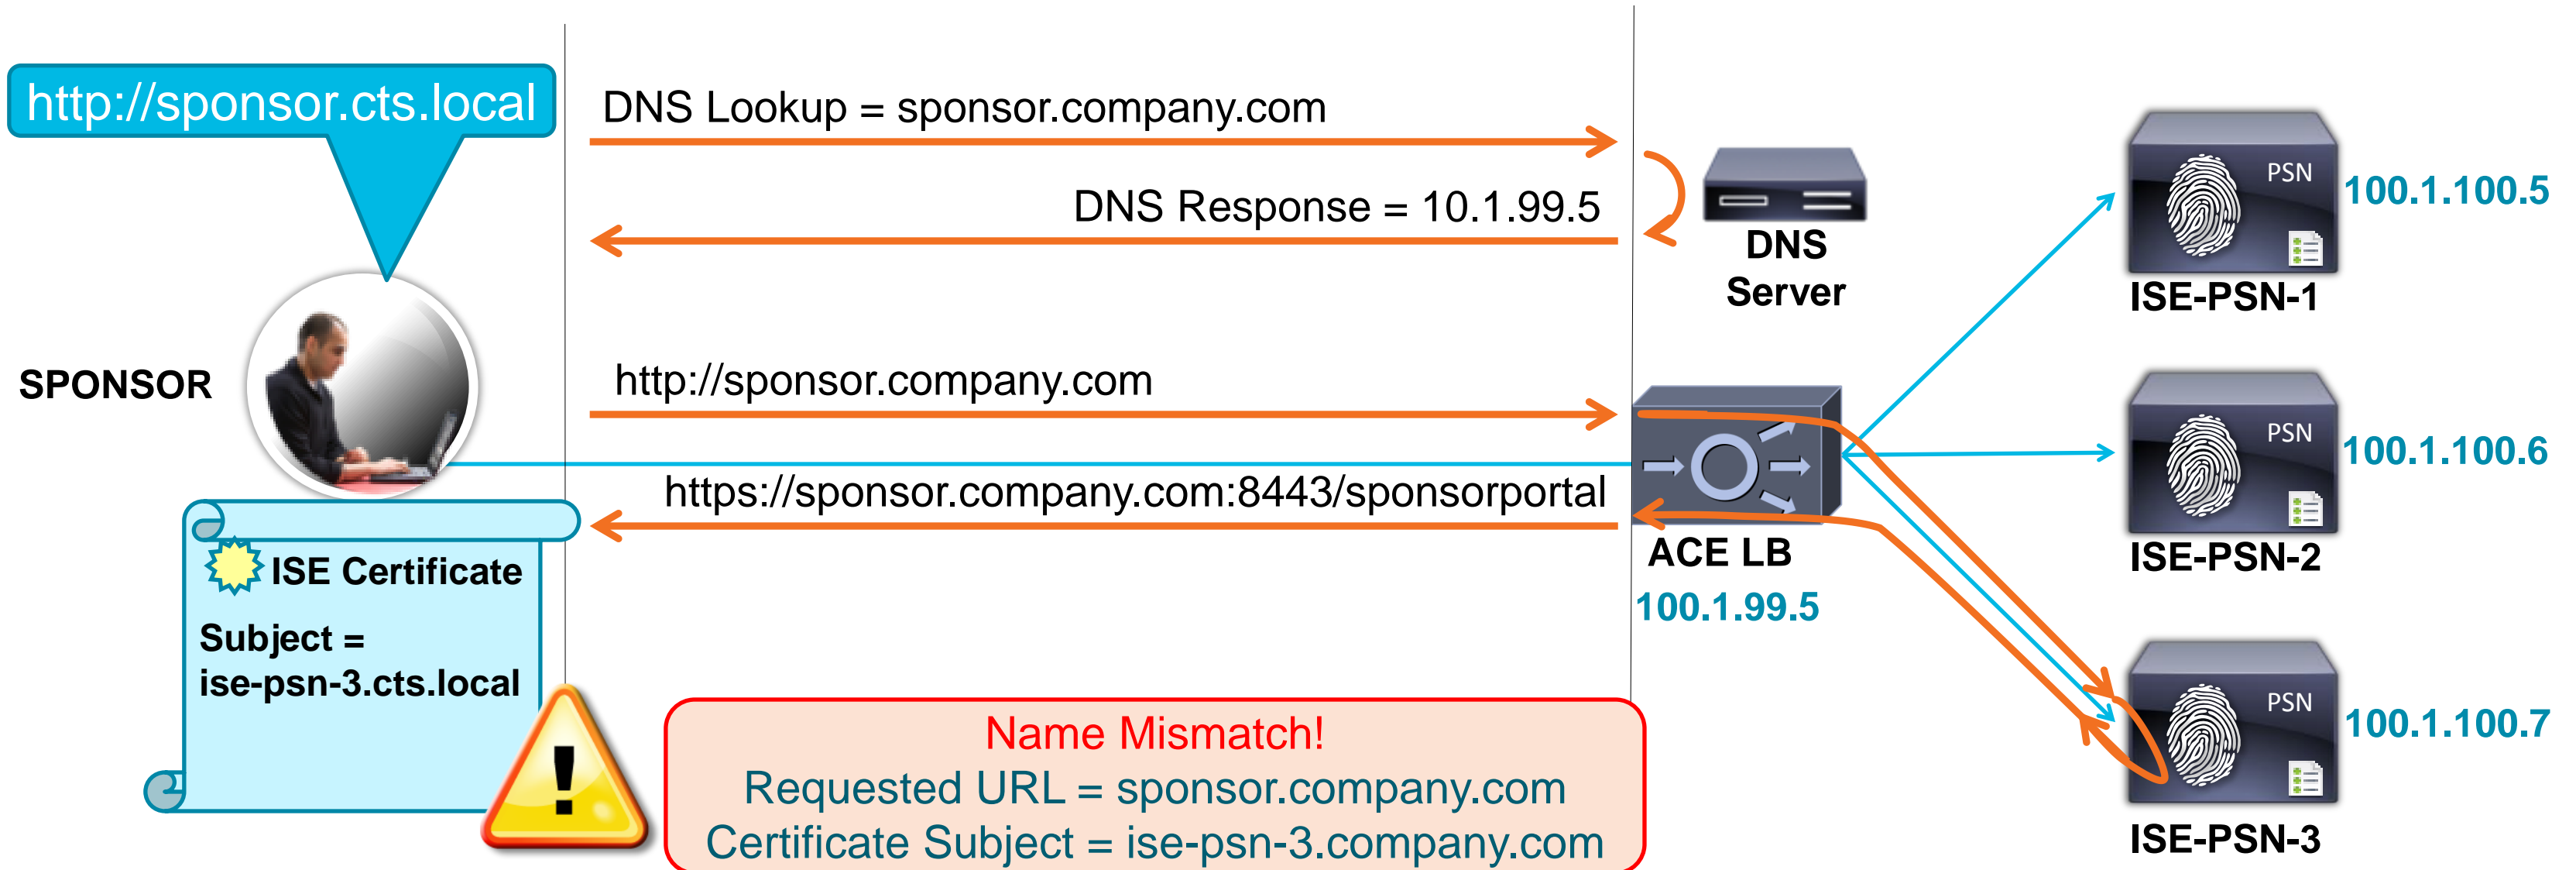 http://sponsor.cts.local
DNS Lookup = sponsor.company.com
DNS Response = 10.1.99.5
DNS
Server
PSN
100.1.100.5
ISE-PSN-1
SPONSOR
http://sponsor.company.com
https://sponsor.company.com:8443/sponsorportal
ACE LB
100.1.99.5
PSN
100.1.100.6
ISE-PSN-2
ISE Certificate
Subject =
ise-psn-3.cts.local
Name Mismatch!
Requested URL = sponsor.company.com
Certificate Subject = ise-psn-3.company.com
PSN
100.1.100.7
ISE-PSN-3
!